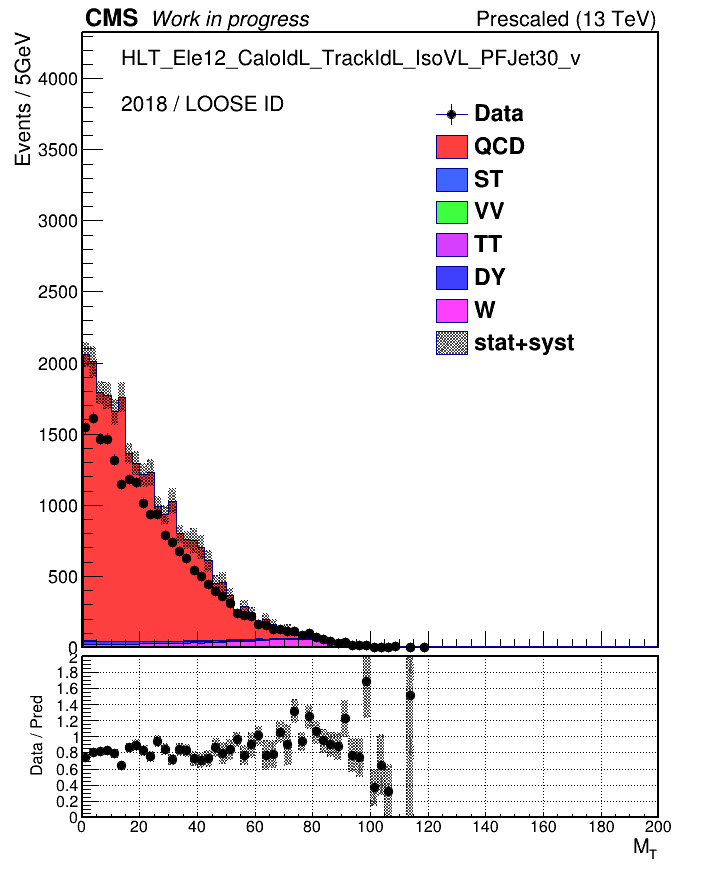 CMS Work in progress Prescaled (13 TeV)
Events / 5GeV
HLT_Ele12_CaloIdL_TrackIdL_IsoVL_PFJet30_v
2018 / LOOSE ID
Data
QCD
ST
VV
TT
DY
W
stat+syst
4000
3500
3000
2500
2000
1500
1000
500
0
Data / Pred
2
1.8
1.6
1.4
1.2
1
0.8
0.6
0.4
0.2
0
0 20 40 60 80 100 120 140 160 180 200
M_T